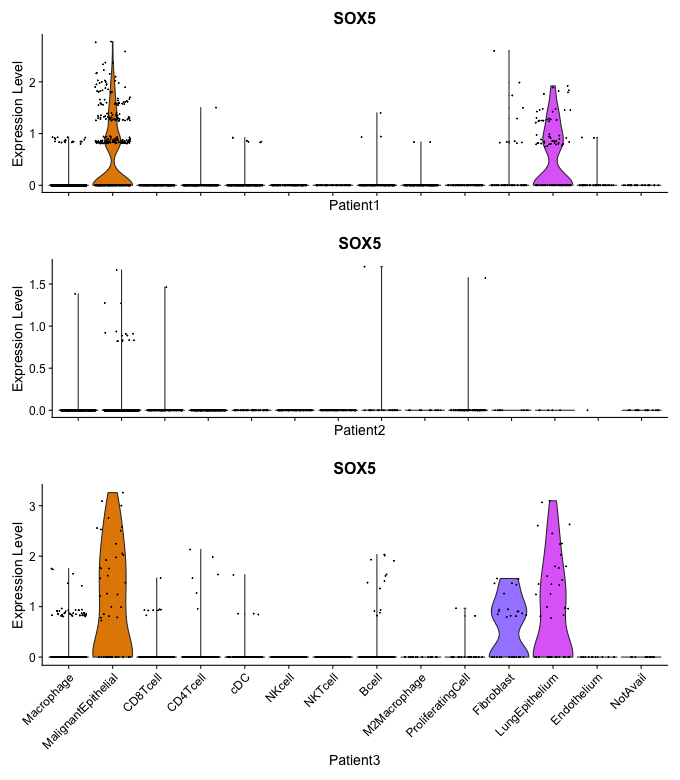 SOX5
Expression Level
2
1
0
Patient1
SOX5
Expression Level
1.5
1.0
0.5
0.0
Patient2
SOX5
Expression Level
3
2
1
0
Macrophage
MalignantEpithelial
CD8Tcell
CD4Tcell
cDC
NKcell
NKTcell
Bcell
M2Macrophage
ProliferatingCell
Fibroblast
LungEpithelium
Endothelium
NotAvail
Patient3